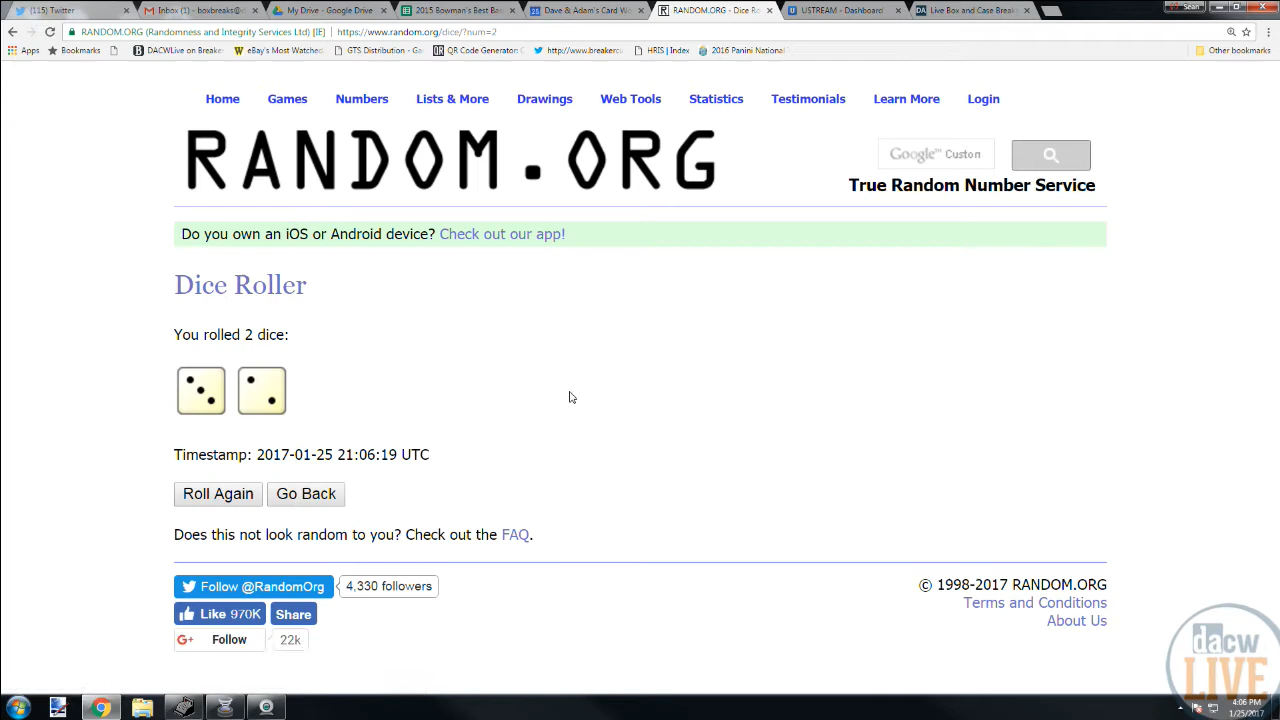 (115) Twitter
Inbox (1) - boxbreaks@
My Drive - Google Drive
2015 Bowman's Best Bas
Dave & Adam's Card Wo
RANDOM.ORG - Dice Ro
USTREAM - Dashboard
Live Box and Case Break
Sean
RANDOM.ORG (Randomness and Integrity Services Ltd) [IE]
https://www.random.org/dice/?num=2
Apps
Bookmarks
DACWLive on Breaker
eBay's Most Watched
GTS Distribution - Ga
QR Code Generator:
http://www.breakercu
HRIS | Index
2016 Panini National
Other bookmarks
Home Games Numbers Lists & More Drawings Web Tools Statistics Testimonials Learn More Login
RANDOM.ORG
Google™ Custom
True Random Number Service
Do you own an iOS or Android device? Check out our app!
Dice Roller
You rolled 2 dice:
Timestamp: 2017-01-25 21:06:19 UTC
Roll Again
Go Back
Does this not look random to you? Check out the FAQ.
Follow @RandomOrg
4,330 followers
© 1998-2017 RANDOM.ORG
Like 970K
Share
Terms and Conditions
G+ Follow
22k
About Us
dacw
LIVE
4:06 PM
1/25/2017